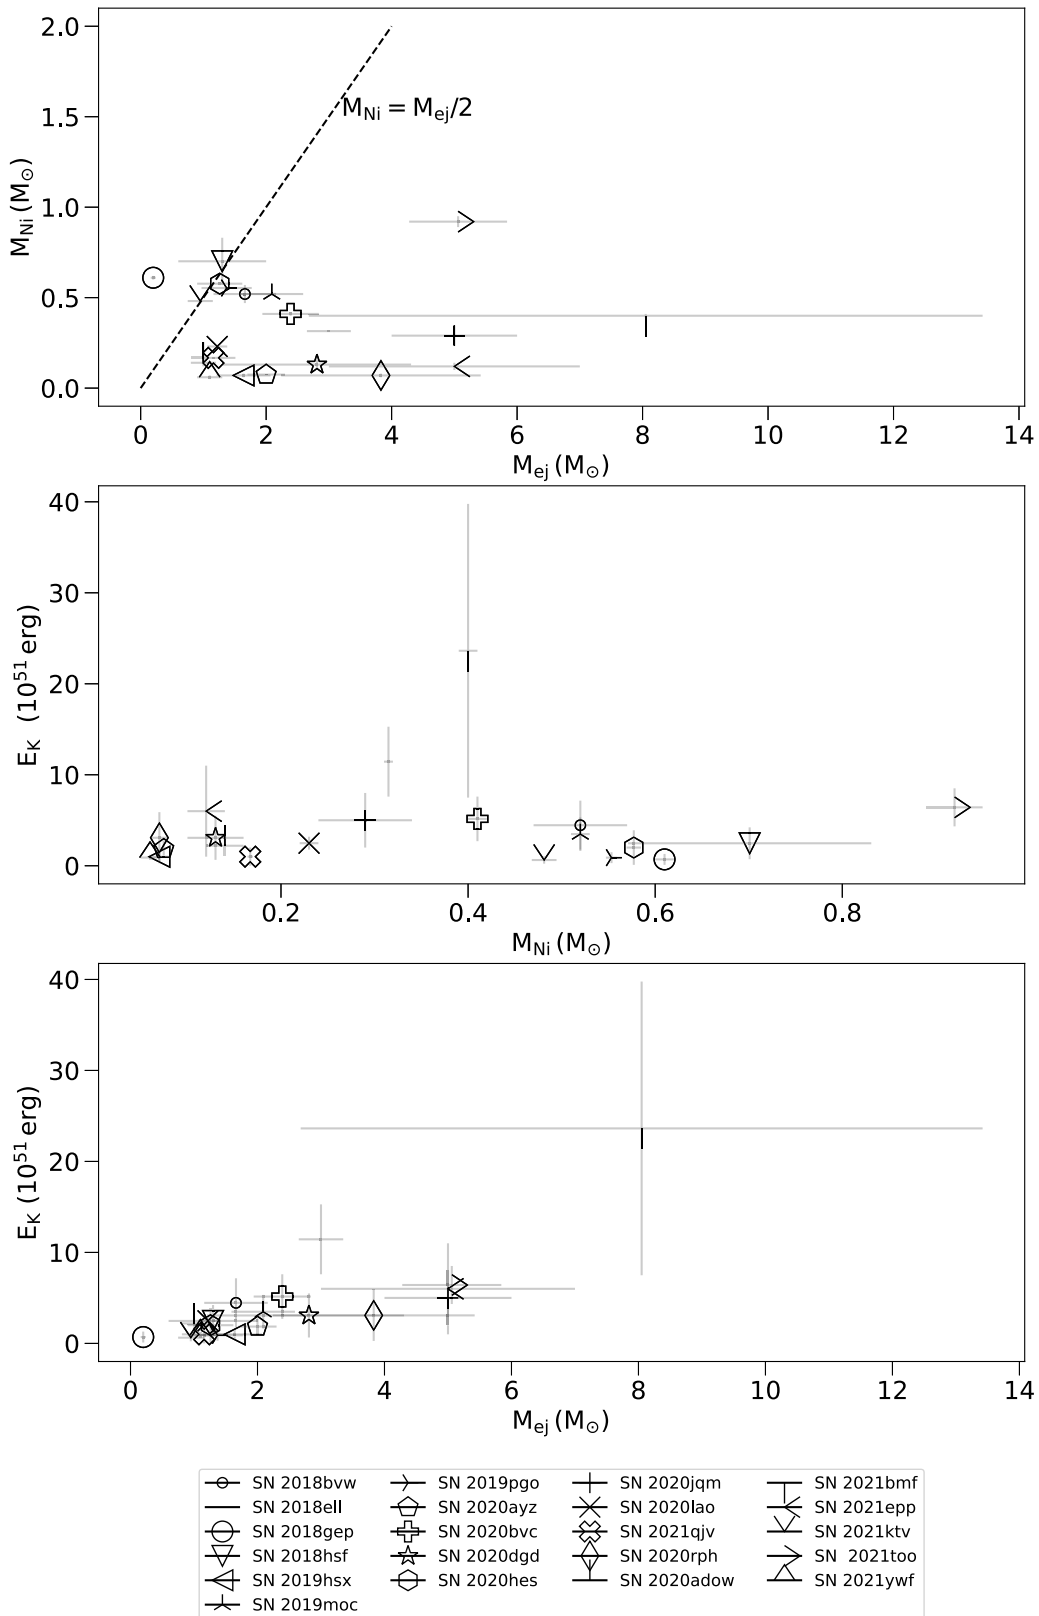 2.0
1.5
1.0
0.5
0.0
M_Ni (M_⊙)
M_Ni = M_ej/2
0 2 4 6 8 10 12 14
M_ej (M_⊙)
40
30
20
10
0
E_K (10^51 erg)
0.2 0.4 0.6 0.8
M_Ni (M_⊙)
40
30
20
10
0
E_K (10^51 erg)
0 2 4 6 8 10 12 14
M_ej (M_⊙)
SN 2018bvw
SN 2018ell
SN 2018gep
SN 2018hsf
SN 2019hsx
SN 2019moc
SN 2019pgo
SN 2020ayz
SN 2020bvc
SN 2020dgd
SN 2020hes
SN 2020jqm
SN 2020lao
SN 2021qjv
SN 2020rph
SN 2020adow
SN 2021bmf
SN 2021epp
SN 2021ktv
SN 2021too
SN 2021ywf